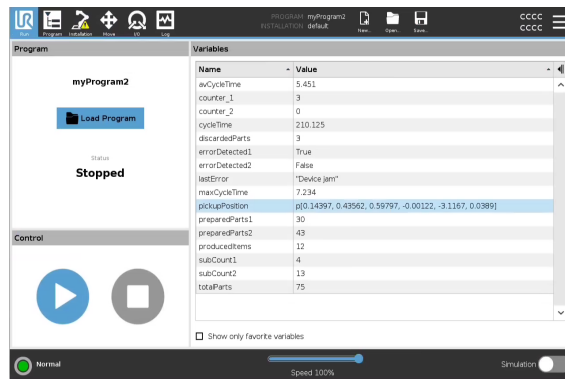 UR
PROGRAM myProgram2
INSTALLATION default
CCCC
CCCC
Run Program Installation Move I/O Log New... Open... Save...
Program
myProgram2
Load Program
Status
Stopped
Control
Variables
Name Value
avCycleTime 5.451
counter_1 3
counter_2 0
cycleTime 210.125
discardedParts 3
errorDetected1 True
errorDetected2 False
lastError "Device jam"
maxCycleTime 7.234
pickupPosition p[0.14397, 0.43562, 0.59797, -0.00122, -3.1167, 0.0389]
preparedParts1 30
preparedParts2 43
producedItems 12
subCount1 4
subCount2 13
totalParts 75
Show only favorite variables
Normal
Speed 100%
Simulation